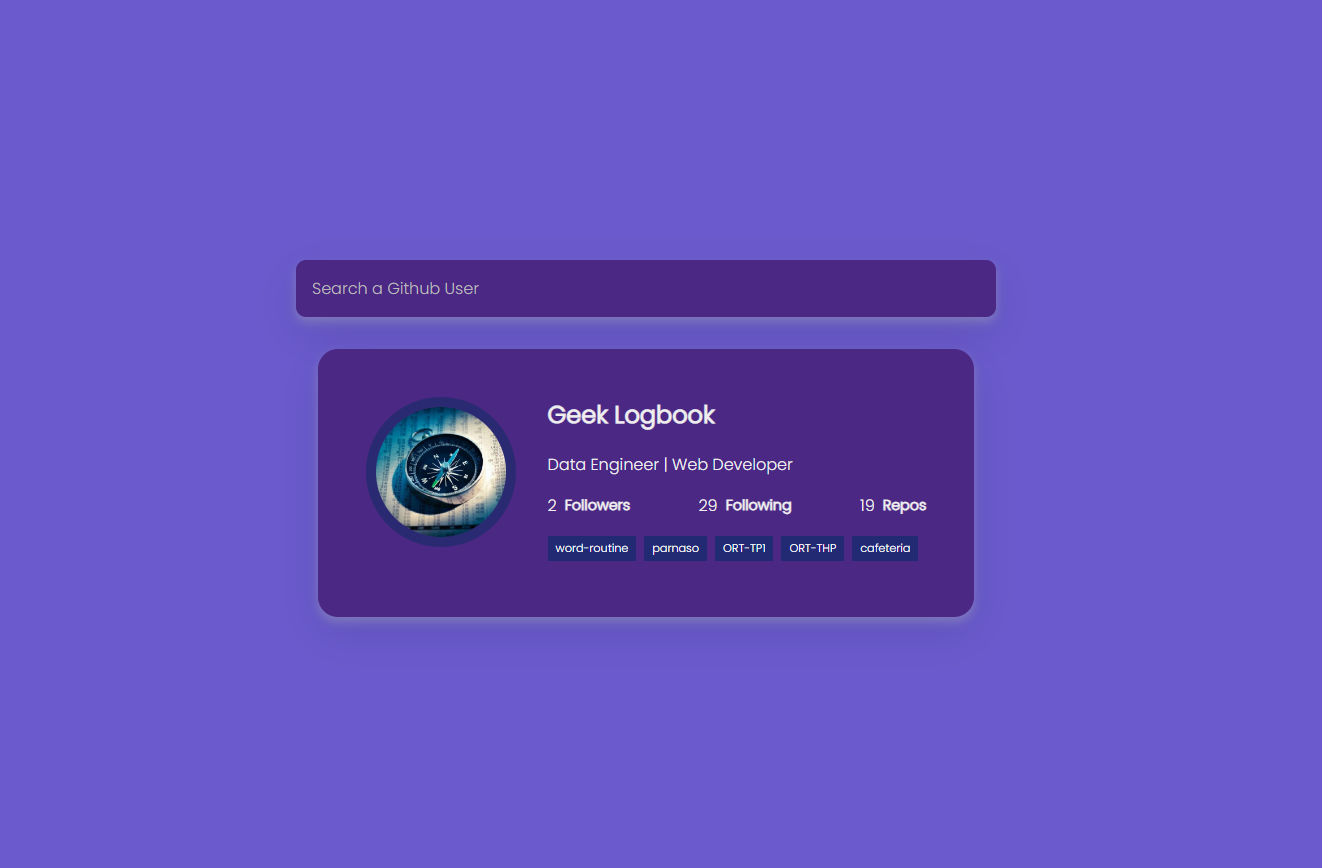 Search a Github User
Geek Logbook
Data Engineer | Web Developer
2 Followers 29 Following 19 Repos
word-routine parnaso ORT-TP1 ORT-THP cafeteria